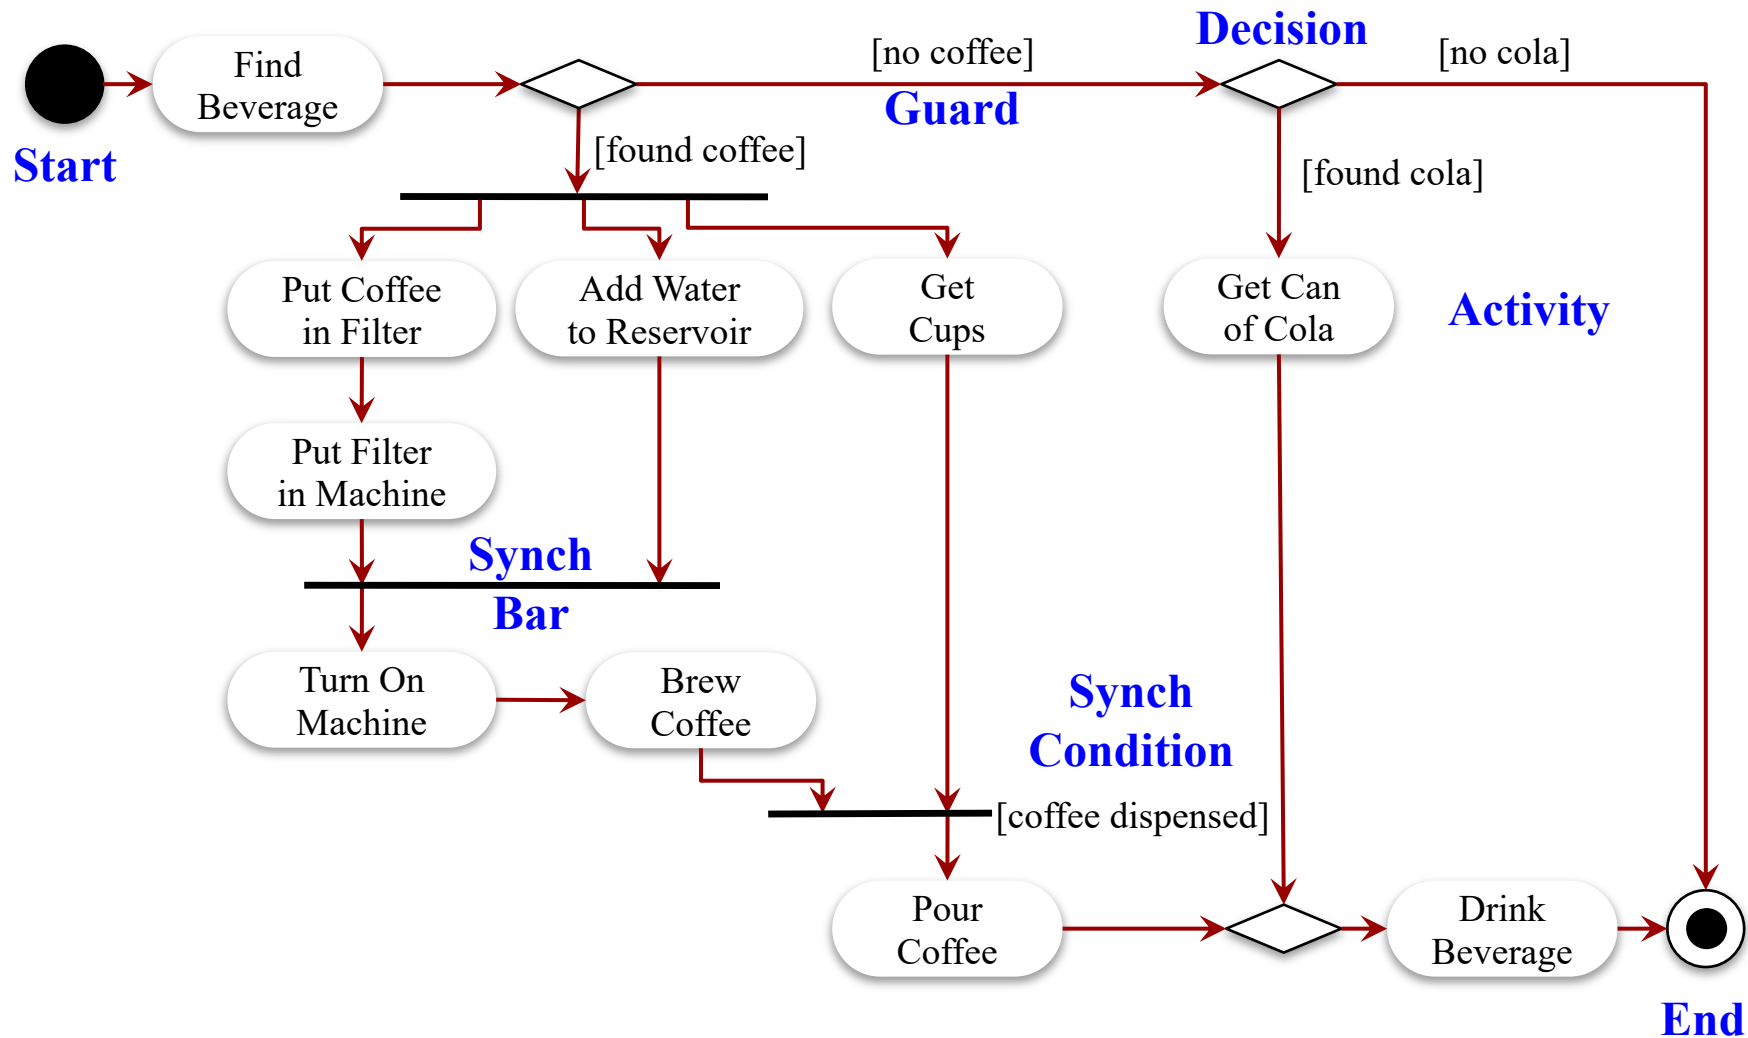 Decision
[no coffee]
[no cola]
Find
Beverage
Guard
Start
[found coffee]
[found cola]
Put Coffee
in Filter
Add Water
to Reservoir
Get
Cups
Get Can
of Cola
Activity
Put Filter
in Machine
Synch
Bar
Turn On
Machine
Brew
Coffee
Synch
Condition
[coffee dispensed]
Pour
Coffee
Drink
Beverage
End